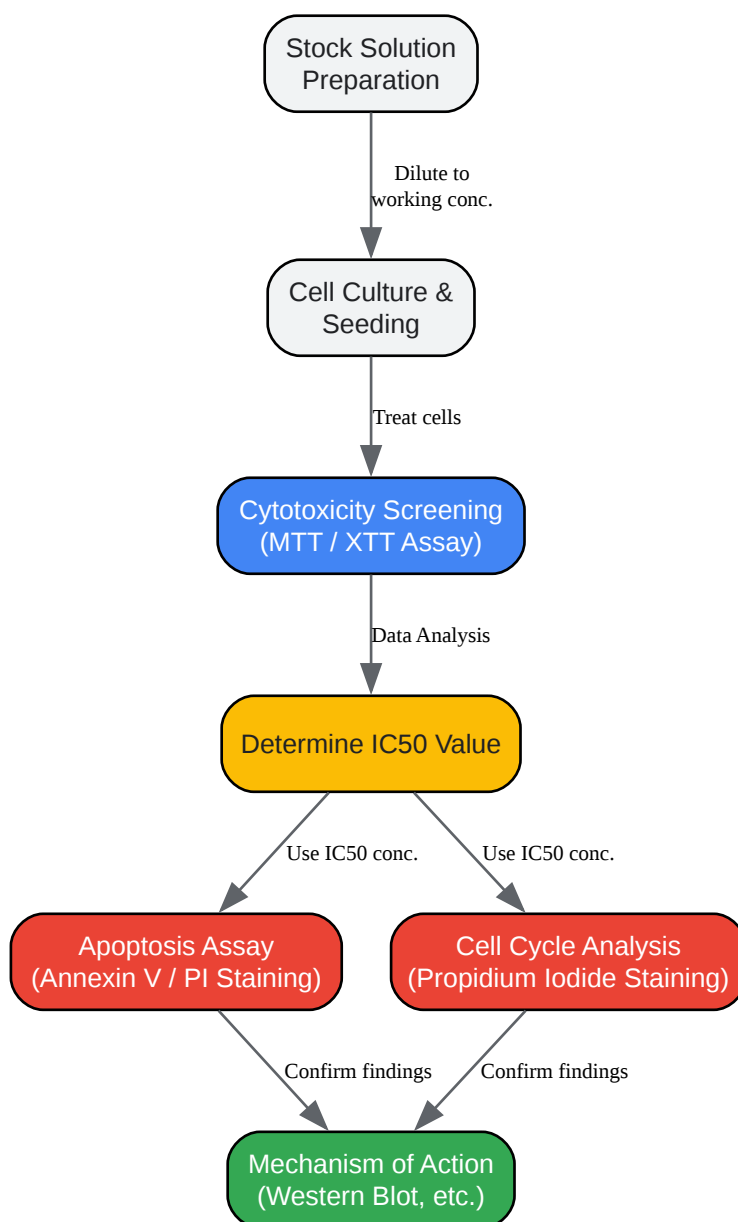 Stock Solution
Preparation
Dilute to
working conc.
Cell Culture &
Seeding
Treat cells
Cytotoxicity Screening
(MTT / XTT Assay)
Data Analysis
Determine IC50 Value
Use IC50 conc.
Use IC50 conc.
Apoptosis Assay
(Annexin V / PI Staining)
Cell Cycle Analysis
(Propidium Iodide Staining)
Confirm findings
Confirm findings
Mechanism of Action
(Western Blot, etc.)